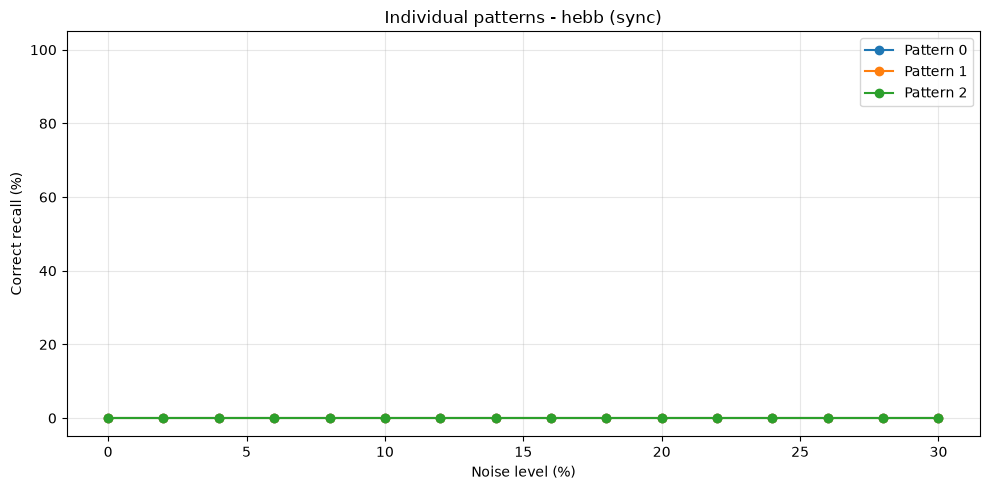 Individual patterns - hebb (sync)
Pattern 0
Pattern 1
Pattern 2
Correct recall (%)
100
80
60
40
20
0
0 5 10 15 20 25 30
Noise level (%)